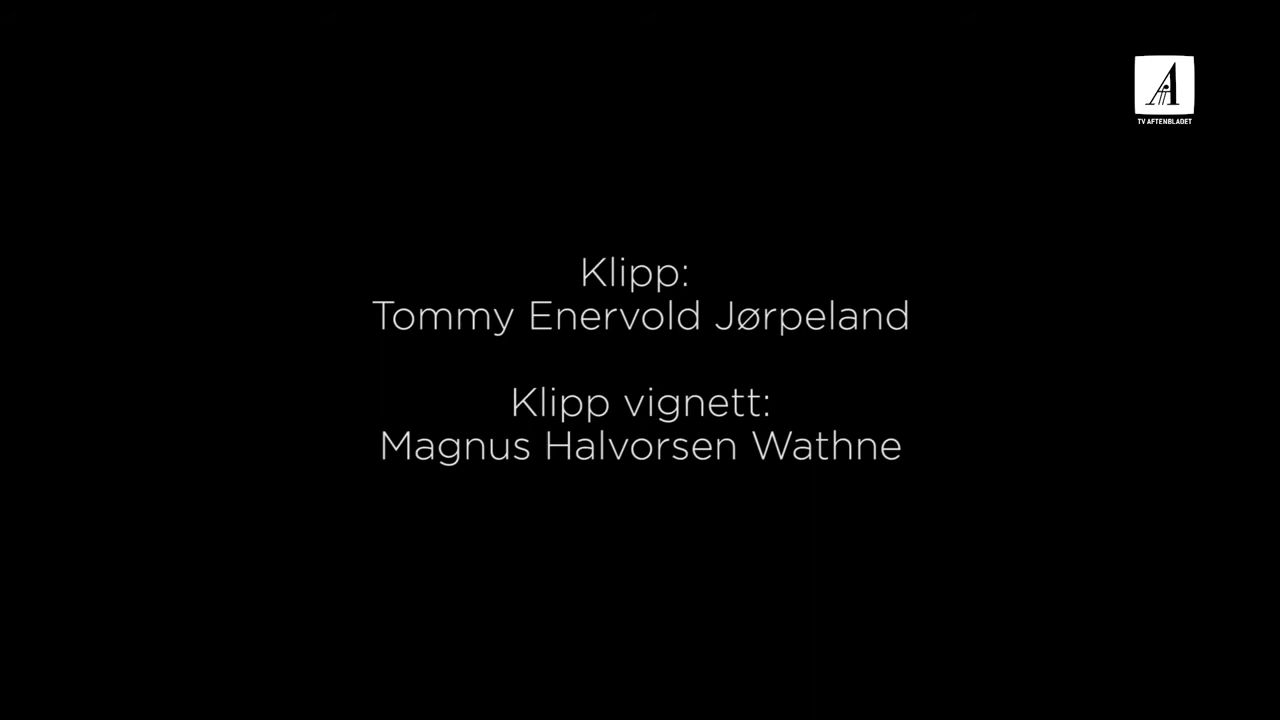 TV AFTENBLADET
Klipp:
Tommy Enervold Jørpeland
Klipp vignett:
Magnus Halvorsen Wathne